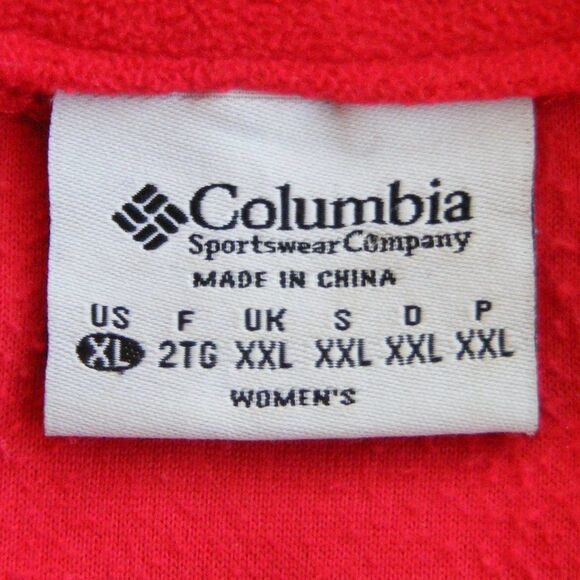 Columbia
Sportswear Company
MADE IN CHINA
US F UK S D P
XL 2TG XXL XXL XXL XXL
WOMEN'S